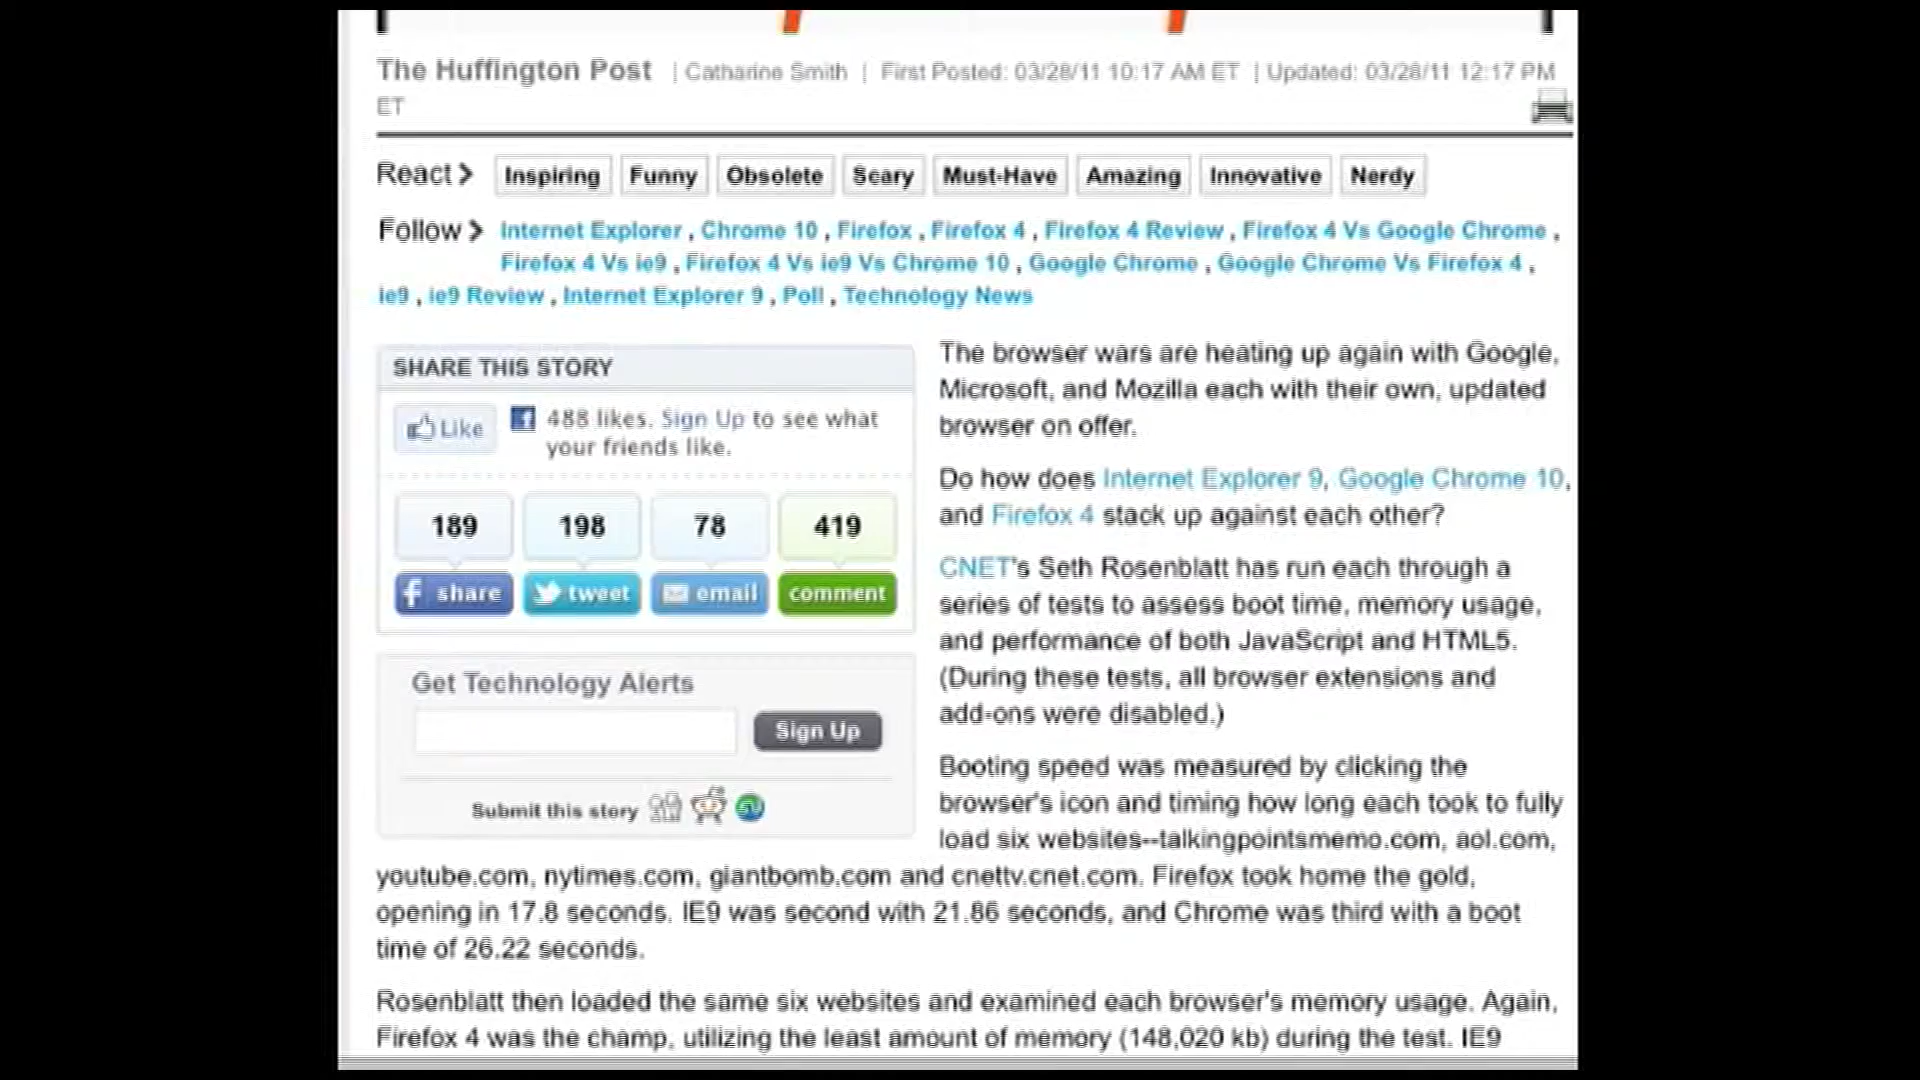 The Huffington Post | Catharine Smith | First Posted: 03/28/11 10:17 AM ET | Updated: 03/28/11 12:17 PM
ET
React > Inspiring Funny Obsolete Scary Must-Have Amazing Innovative Nerdy
Follow > Internet Explorer , Chrome 10 , Firefox , Firefox 4 , Firefox 4 Review , Firefox 4 Vs Google Chrome ,
Firefox 4 Vs ie9 , Firefox 4 Vs ie9 Vs Chrome 10 , Google Chrome , Google Chrome Vs Firefox 4 ,
ie9 , ie9 Review , Internet Explorer 9 , Poll , Technology News
SHARE THIS STORY
Like
488 likes. Sign Up to see what
your friends like.
189 198 78 419
share tweet email comment
Get Technology Alerts
Sign Up
Submit this story
The browser wars are heating up again with Google,
Microsoft, and Mozilla each with their own, updated
browser on offer.
Do how does Internet Explorer 9, Google Chrome 10,
and Firefox 4 stack up against each other?
CNET's Seth Rosenblatt has run each through a
series of tests to assess boot time, memory usage,
and performance of both JavaScript and HTML5.
(During these tests, all browser extensions and
add-ons were disabled.)
Booting speed was measured by clicking the
browser's icon and timing how long each took to fully
load six websites--talkingpointsmemo.com, aol.com,
youtube.com, nytimes.com, giantbomb.com and cnettv.cnet.com. Firefox took home the gold,
opening in 17.8 seconds. IE9 was second with 21.86 seconds, and Chrome was third with a boot
time of 26.22 seconds.
Rosenblatt then loaded the same six websites and examined each browser's memory usage. Again,
Firefox 4 was the champ, utilizing the least amount of memory (148,020 kb) during the test. IE9